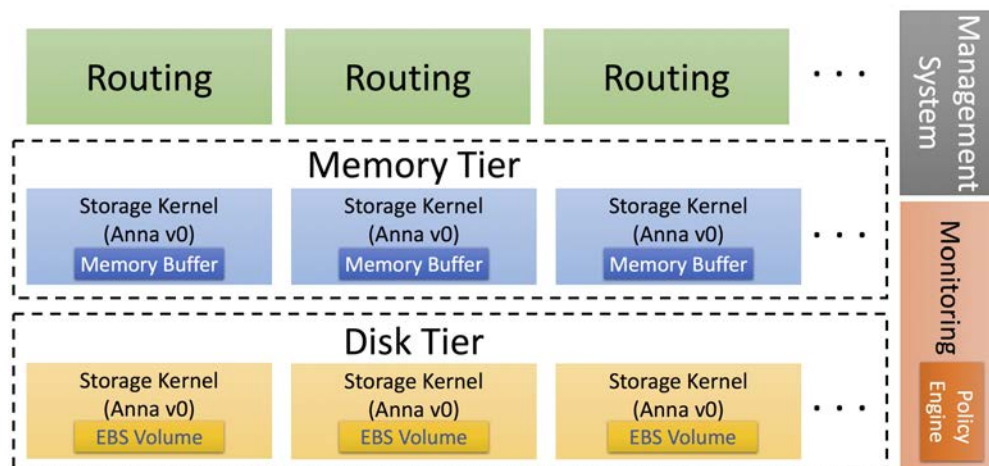 Routing
Routing
Routing
. . .
Memory Tier
Storage Kernel
(Anna v0)
Memory Buffer
Storage Kernel
(Anna v0)
Memory Buffer
Storage Kernel
(Anna v0)
Memory Buffer
. . .
Disk Tier
Storage Kernel
(Anna v0)
EBS Volume
Storage Kernel
(Anna v0)
EBS Volume
Storage Kernel
(Anna v0)
EBS Volume
. . .
Management
System
Monitoring
Policy
Engine